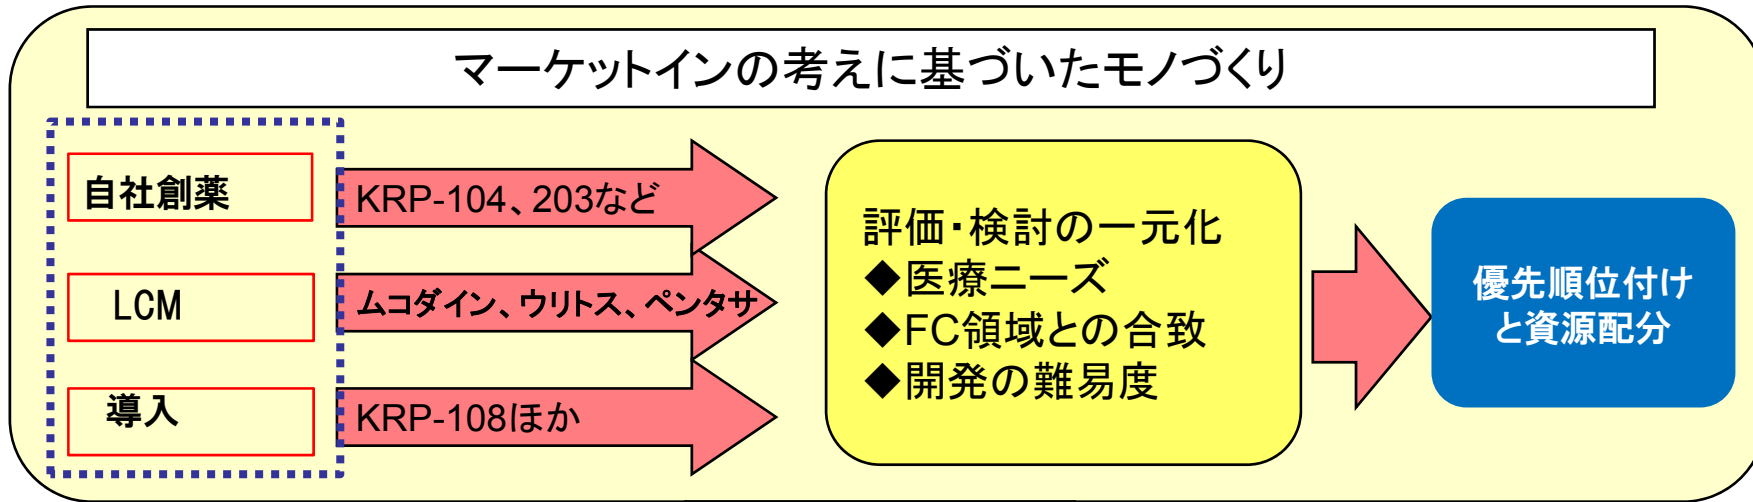 マーケットインの考えに基づいたモノづくり
自社創薬
KRP-104、203など
LCM
ムコダイン、ウリトス、ペンタサ
導入
KRP-108ほか
評価・検討の一元化
◆医療ニーズ
◆FC領域との合致
◆開発の難易度
優先順位付け
と資源配分